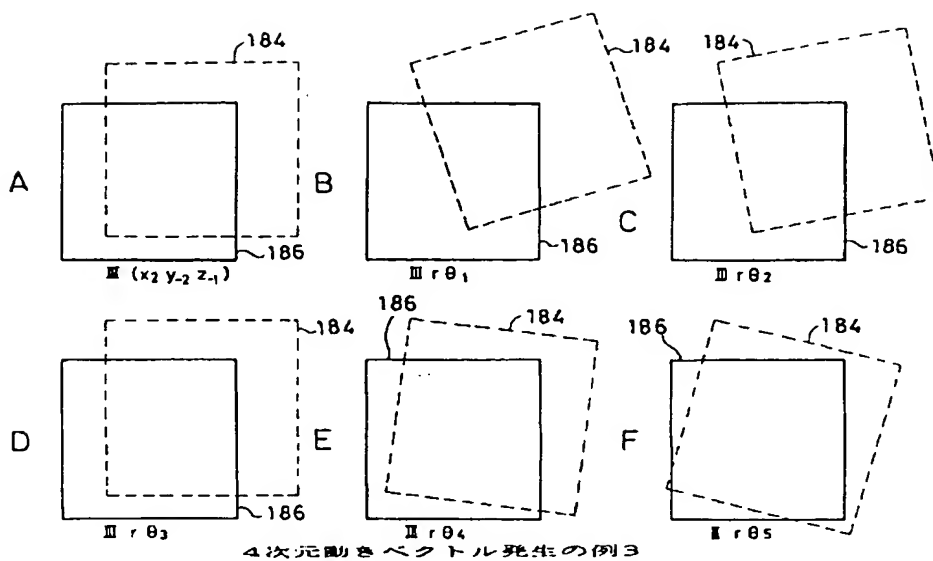 184
184
184
A
B
C
186
186
186
Ⅲ (x₂ y₋₂ z₋₁)
Ⅲ r θ₁
Ⅲ r θ₂
186
184
184
186
184
D
E
F
186
Ⅲ r θ₃
Ⅲ r θ₄
Ⅲ r θ₅
4次元動きベクトル発生の例3